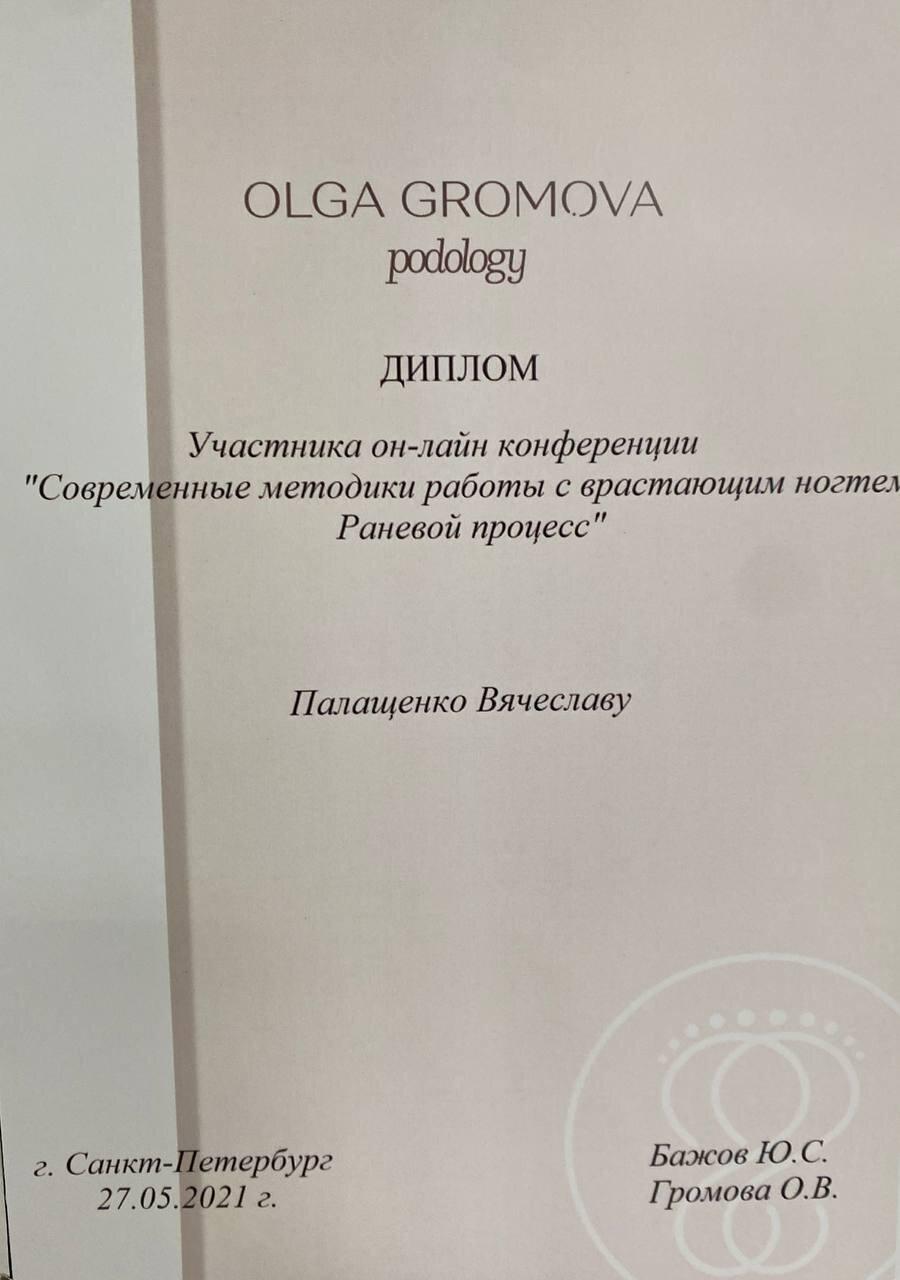 OLGA GROMOVA
podology
ДИПЛОМ
Участника он-лайн конференции
"Современные методики работы с врастающим ногтем
Раневой процесс"
Палащенко Вячеславу
г. Санкт-Петербург
27.05.2021 г.
Бажов Ю.С.
Громова О.В.